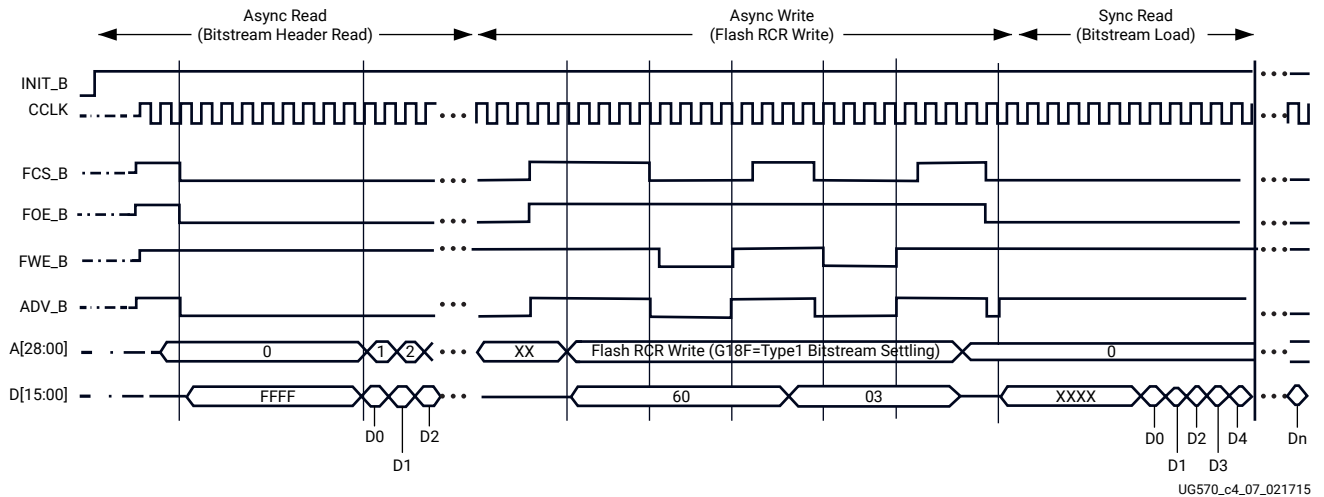 Async Read
(Bitstream Header Read)
Async Write
(Flash RCR Write)
Sync Read
(Bitstream Load)
INIT_B
CCLK
FCS_B
FOE_B
FWE_B
ADV_B
A[28:00]
0
1
2
XX
Flash RCR Write (G18F=Type1 Bitstream Settling)
0
D[15:00]
FFFF
60
03
XXXX
D0
D2
D0
D2
D4
Dn
D1
D1
D3
UG570_c4_07_021715